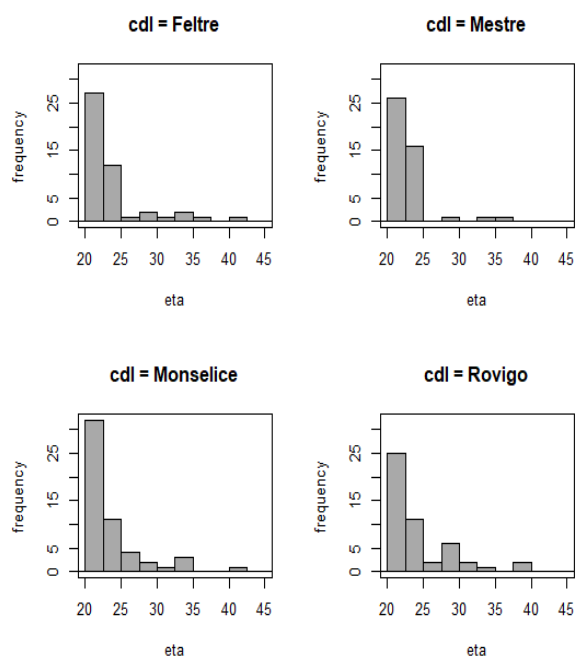 cdl = Feltre
frequency
0 5 15 25
20 25 30 35 40 45
eta
cdl = Mestre
frequency
0 5 15 25
20 25 30 35 40 45
eta
cdl = Monselice
frequency
0 5 15 25
20 25 30 35 40 45
eta
cdl = Rovigo
frequency
0 5 15 25
20 25 30 35 40 45
eta